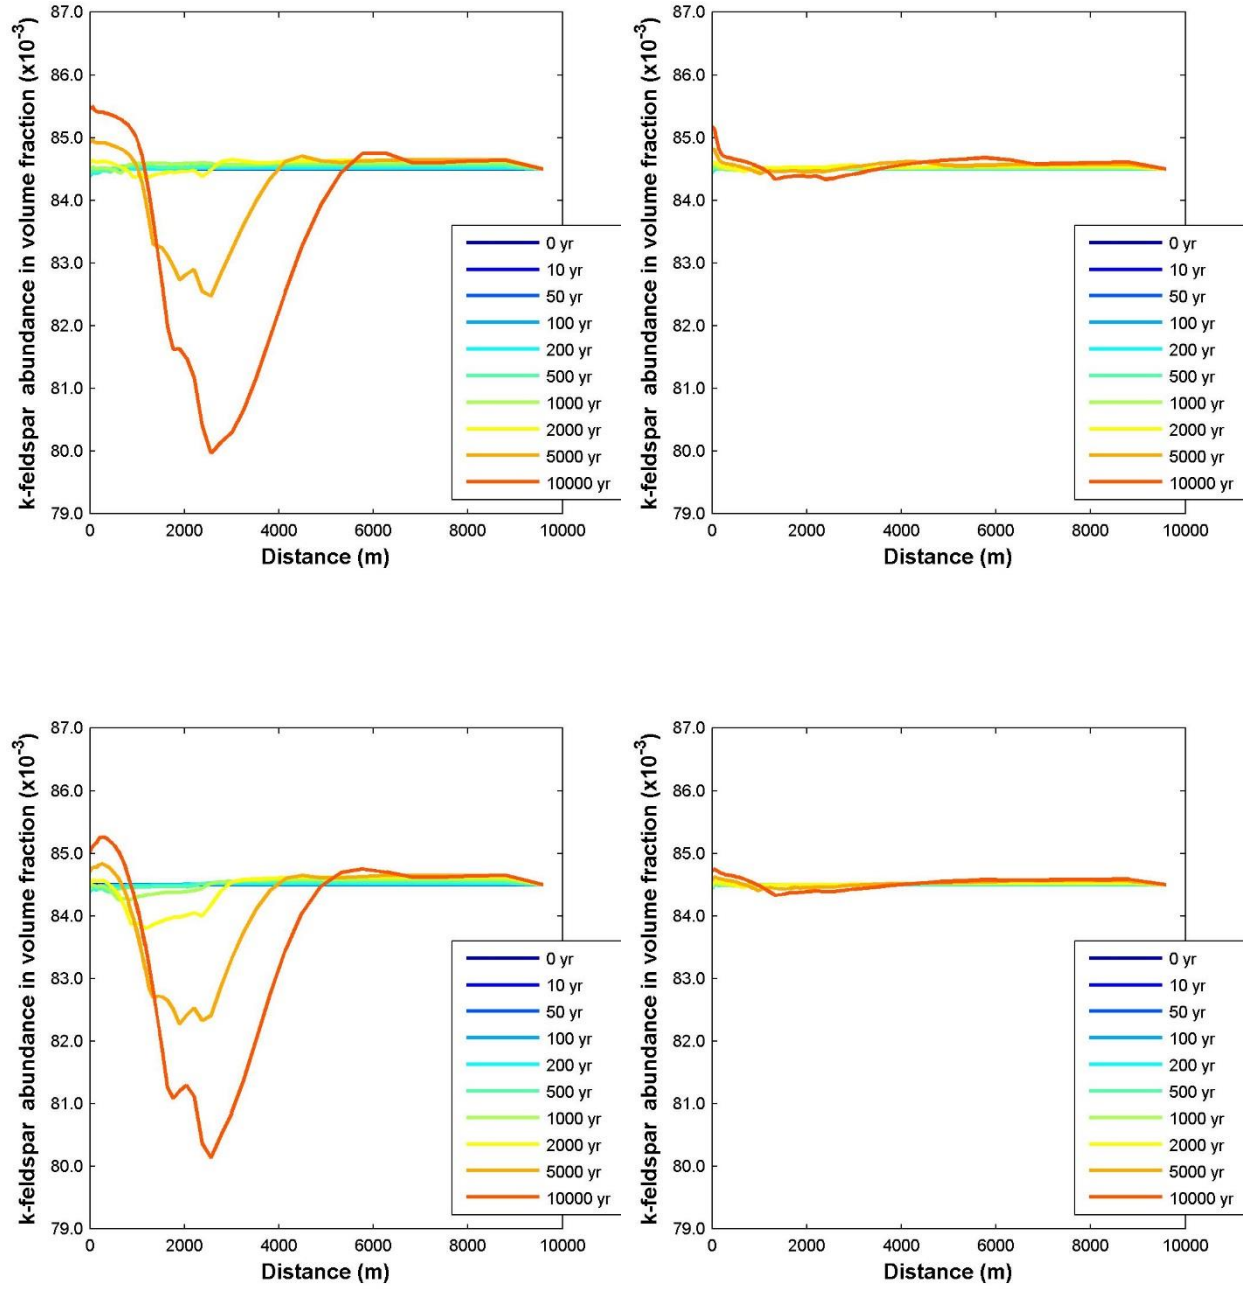 87.0
86.0
85.0
84.0
83.0
82.0
81.0
80.0
79.0
k-feldspar abundance in volume fraction (x10-3)
0 yr
10 yr
50 yr
100 yr
200 yr
500 yr
1000 yr
2000 yr
5000 yr
10000 yr
0 2000 4000 6000 8000 10000
Distance (m)
87.0
86.0
85.0
84.0
83.0
82.0
81.0
80.0
79.0
k-feldspar abundance in volume fraction (x10-3)
0 yr
10 yr
50 yr
100 yr
200 yr
500 yr
1000 yr
2000 yr
5000 yr
10000 yr
0 2000 4000 6000 8000 10000
Distance (m)
87.0
86.0
85.0
84.0
83.0
82.0
81.0
80.0
79.0
k-feldspar abundance in volume fraction (x10-3)
0 yr
10 yr
50 yr
100 yr
200 yr
500 yr
1000 yr
2000 yr
5000 yr
10000 yr
0 2000 4000 6000 8000 10000
Distance (m)
87.0
86.0
85.0
84.0
83.0
82.0
81.0
80.0
79.0
k-feldspar abundance in volume fraction (x10-3)
0 yr
10 yr
50 yr
100 yr
200 yr
500 yr
1000 yr
2000 yr
5000 yr
10000 yr
0 2000 4000 6000 8000 10000
Distance (m)